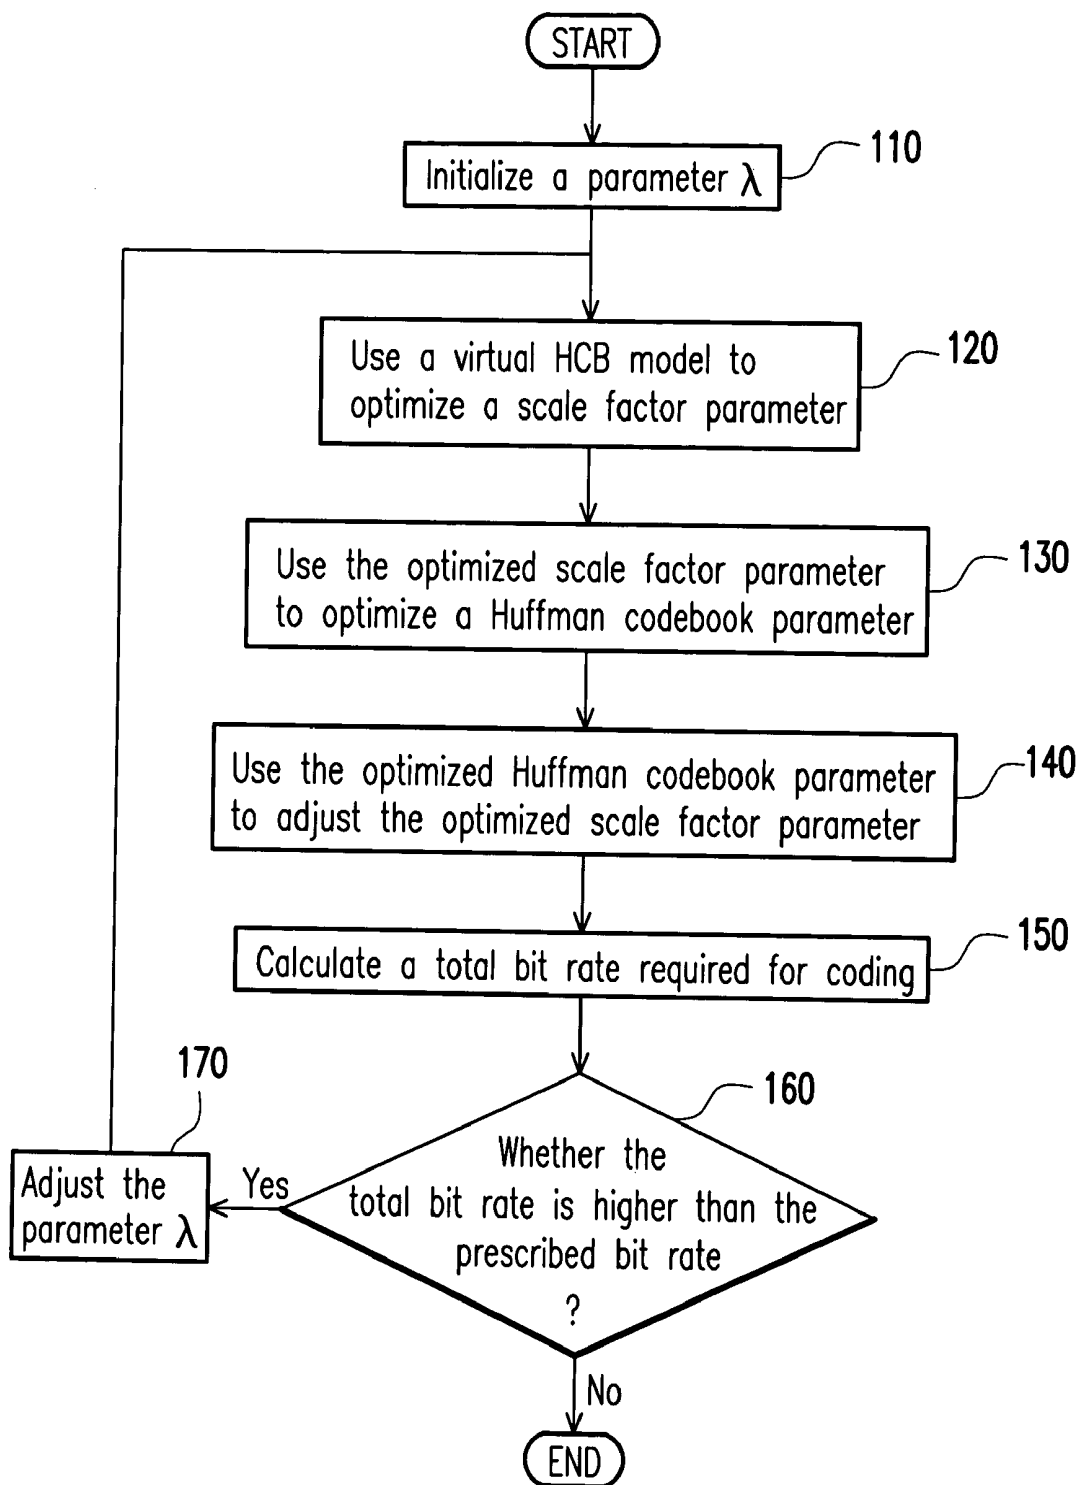 START
110
Initialize a parameter λ
120
Use a virtual HCB model to
optimize a scale factor parameter
130
Use the optimized scale factor parameter
to optimize a Huffman codebook parameter
140
Use the optimized Huffman codebook parameter
to adjust the optimized scale factor parameter
150
Calculate a total bit rate required for coding
160
Whether the
total bit rate is higher than the
prescribed bit rate
?
Yes
170
Adjust the
parameter λ
No
END